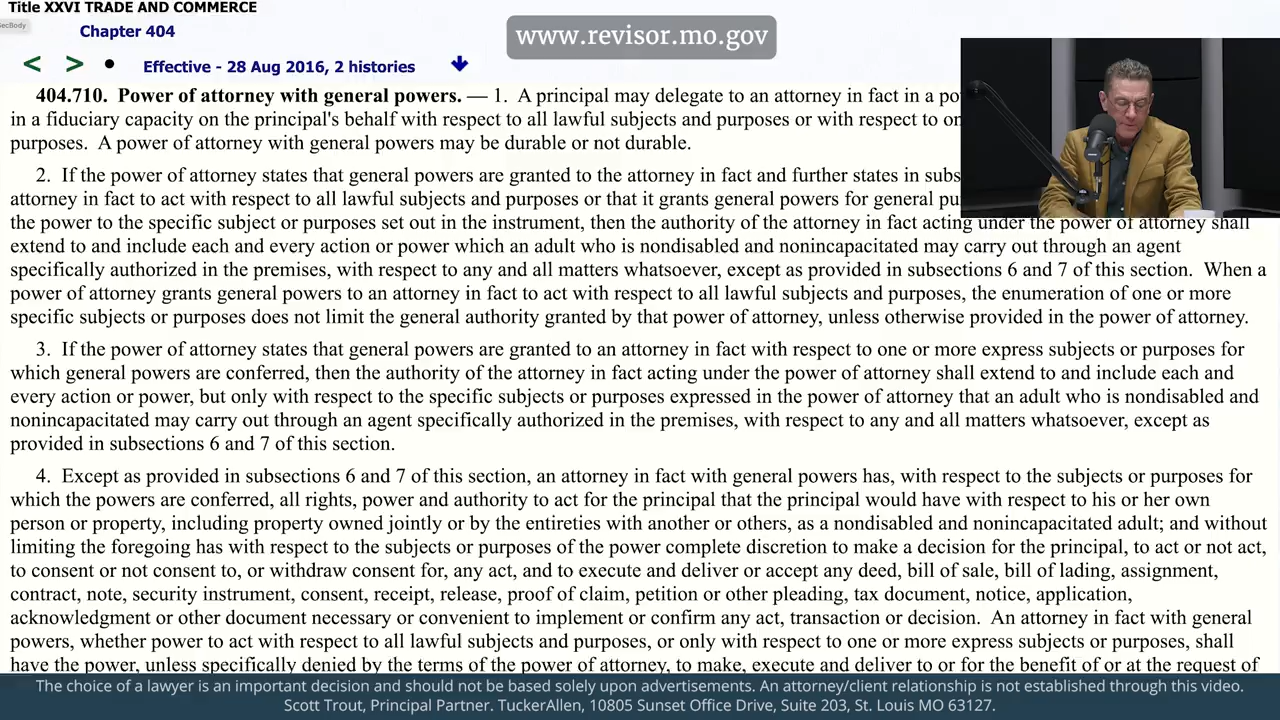 Title XXVI TRADE AND COMMERCE
SecBody
Chapter 404
www.revisor.mo.gov
< > • Effective - 28 Aug 2016, 2 histories
404.710. Power of attorney with general powers. — 1. A principal may delegate to an attorney in fact in a
in a fiduciary capacity on the principal's behalf with respect to all lawful subjects and purposes or with respect to
purposes. A power of attorney with general powers may be durable or not durable.
2. If the power of attorney states that general powers are granted to the attorney in fact and further states in
attorney in fact to act with respect to all lawful subjects and purposes or that it grants general powers for general
the power to the specific subject or purposes set out in the instrument, then the authority of the attorney in fact acting under the power of attorney shall
extend to and include each and every action or power which an adult who is nondisabled and nonincapacitated may carry out through an agent
specifically authorized in the premises, with respect to any and all matters whatsoever, except as provided in subsections 6 and 7 of this section. When a
power of attorney grants general powers to an attorney in fact to act with respect to all lawful subjects and purposes, the enumeration of one or more
specific subjects or purposes does not limit the general authority granted by that power of attorney, unless otherwise provided in the power of attorney.
3. If the power of attorney states that general powers are granted to an attorney in fact with respect to one or more express subjects or purposes for
which general powers are conferred, then the authority of the attorney in fact acting under the power of attorney shall extend to and include each and
every action or power, but only with respect to the specific subjects or purposes expressed in the power of attorney that an adult who is nondisabled and
nonincapacitated may carry out through an agent specifically authorized in the premises, with respect to any and all matters whatsoever, except as
provided in subsections 6 and 7 of this section.
4. Except as provided in subsections 6 and 7 of this section, an attorney in fact with general powers has, with respect to the subjects or purposes for
which the powers are conferred, all rights, power and authority to act for the principal that the principal would have with respect to his or her own
person or property, including property owned jointly or by the entireties with another or others, as a nondisabled and nonincapacitated adult; and without
limiting the foregoing has with respect to the subjects or purposes of the power complete discretion to make a decision for the principal, to act or not act,
to consent or not consent to, or withdraw consent for, any act, and to execute and deliver or accept any deed, bill of sale, bill of lading, assignment,
contract, note, security instrument, consent, receipt, release, proof of claim, petition or other pleading, tax document, notice, application,
acknowledgment or other document necessary or convenient to implement or confirm any act, transaction or decision. An attorney in fact with general
powers, whether power to act with respect to all lawful subjects and purposes, or only with respect to one or more express subjects or purposes, shall
have the power, unless specifically denied by the terms of the power of attorney, to make, execute and deliver to or for the benefit of or at the request of
The choice of a lawyer is an important decision and should not be based solely upon advertisements. An attorney/client relationship is not established through this video.
Scott Trout, Principal Partner. TuckerAllen, 10805 Sunset Office Drive, Suite 203, St. Louis MO 63127.